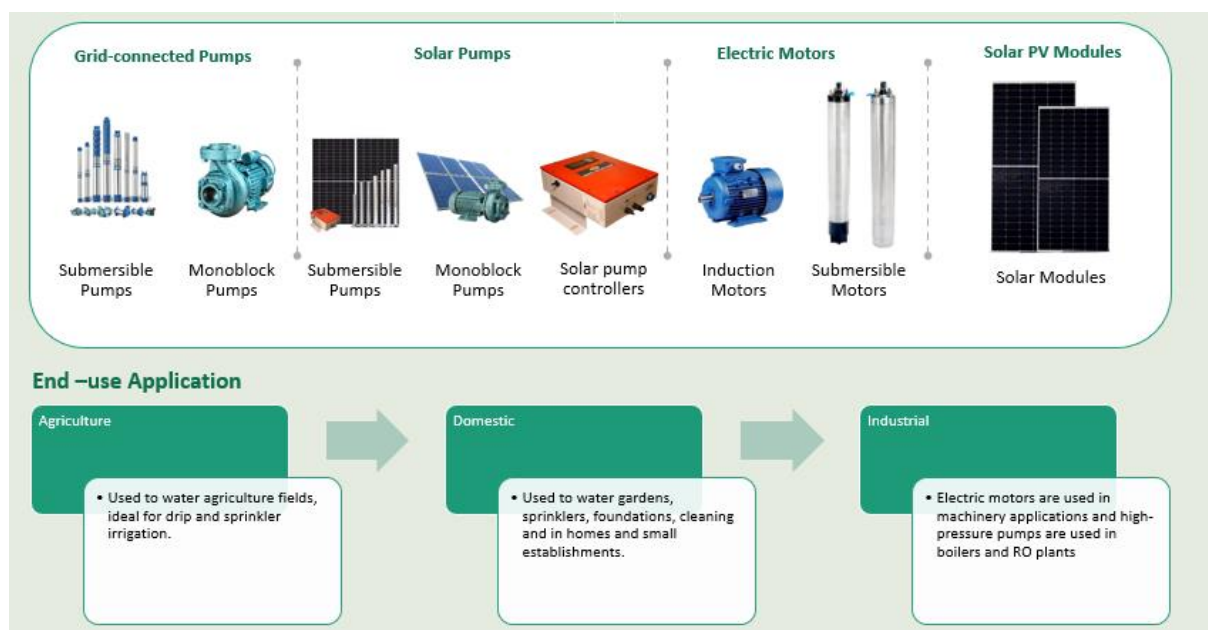 Grid-connected Pumps
Solar Pumps
Electric Motors
Solar PV Modules
Submersible
Pumps
Monoblock
Pumps
Submersible
Pumps
Monoblock
Pumps
Solar pump
controllers
Induction
Motors
Submersible
Motors
Solar Modules
End –use Application
Agriculture
• Used to water agriculture fields,
ideal for drip and sprinkler
irrigation.
Domestic
• Used to water gardens,
sprinklers, foundations, cleaning
and in homes and small
establishments.
Industrial
• Electric motors are used in
machinery applications and high-
pressure pumps are used in
boilers and RO plants